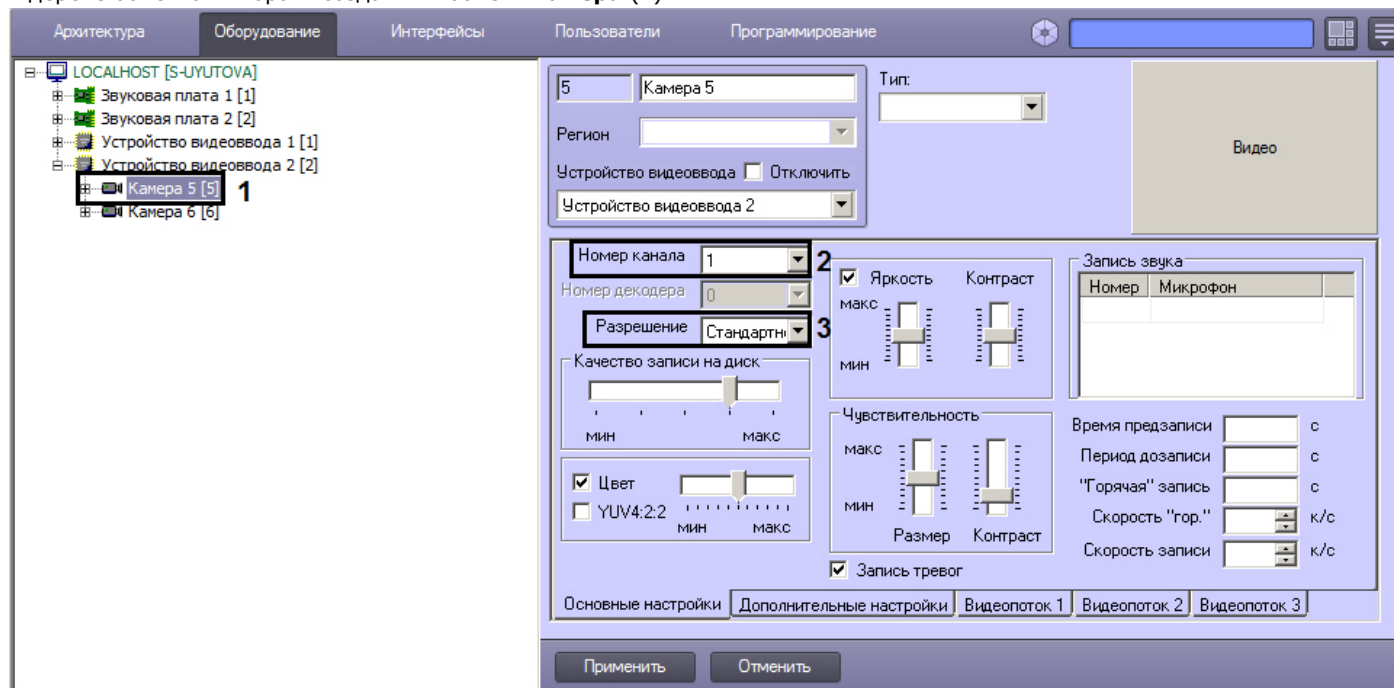 Архитектура Оборудование Интерфейсы Пользователи Программирование
LOCALHOST [S-UYUTOVA]
Звуковая плата 1 [1]
Звуковая плата 2 [2]
Устройство видеоввода 1 [1]
Устройство видеоввода 2 [2]
Камера 5 [5] 1
Камера 6 [6]
5 Камера 5
Тип:
Регион
Устройство видеоввода Отключить
Устройство видеоввода 2
Видео
Номер канала 1 2
Номер декодера 0
Разрешение Стандартн 3
Качество записи на диск
мин макс
Цвет
YUV4:2:2
мин макс
Яркость Контраст
макс
мин
Чувствительность
макс
мин
Размер Контраст
Запись тревог
Запись звука
Номер Микрофон
Время предзаписи с
Период дозаписи с
"Горячая" запись с
Скорость "гор." к/с
Скорость записи к/с
Основные настройки Дополнительные настройки Видеопоток 1 Видеопоток 2 Видеопоток 3
Применить Отменить